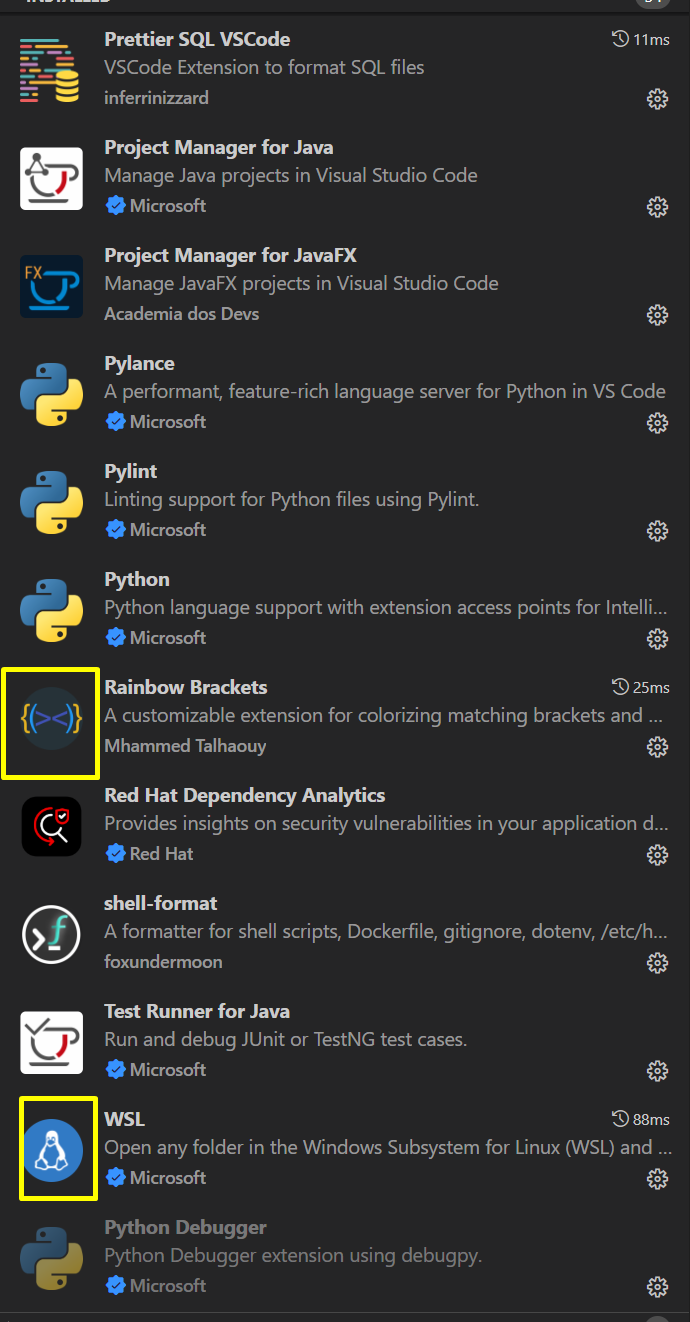 INSTALLED
Prettier SQL VSCode 11ms
VSCode Extension to format SQL files
inferrinizzard
Project Manager for Java
Manage Java projects in Visual Studio Code
Microsoft
FX
Project Manager for JavaFX
Manage JavaFX projects in Visual Studio Code
Academia dos Devs
Pylance
A performant, feature-rich language server for Python in VS Code
Microsoft
Pylint
Linting support for Python files using Pylint.
Microsoft
Python
Python language support with extension access points for Intelli...
Microsoft
{(><)}
Rainbow Brackets 25ms
A customizable extension for colorizing matching brackets and ...
Mhammed Talhaouy
Red Hat Dependency Analytics
Provides insights on security vulnerabilities in your application d...
Red Hat
shell-format
A formatter for shell scripts, Dockerfile, gitignore, dotenv, /etc/h...
foxundermoon
Test Runner for Java
Run and debug JUnit or TestNG test cases.
Microsoft
WSL 88ms
Open any folder in the Windows Subsystem for Linux (WSL) and ...
Microsoft
Python Debugger
Python Debugger extension using debugpy.
Microsoft